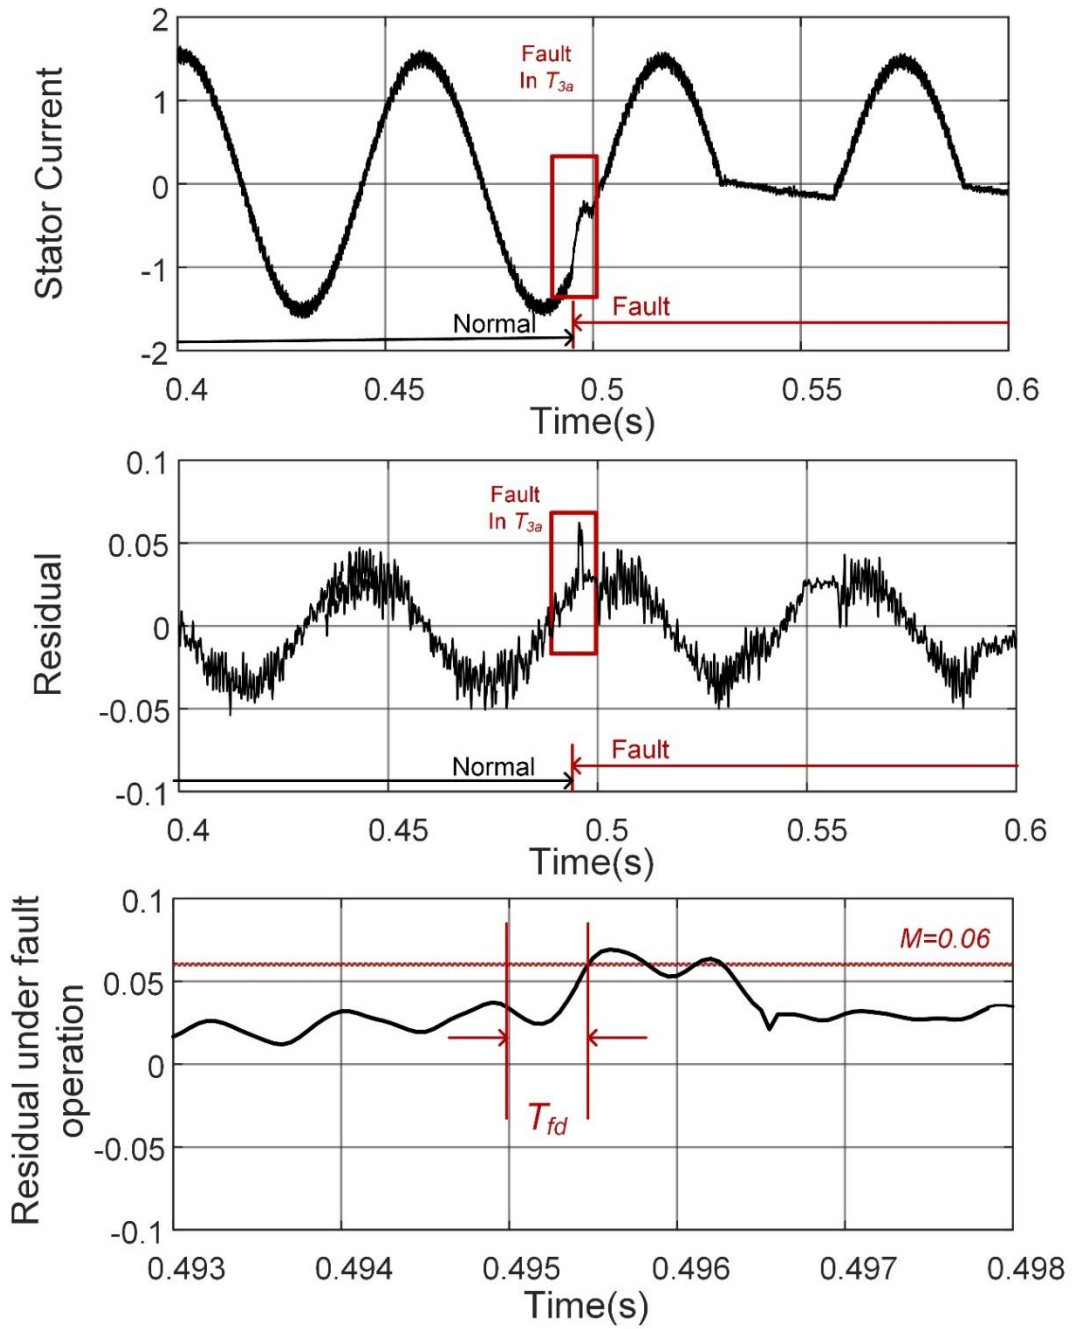 2
1
0
-1
-2
Stator Current
Fault
In T3a
Normal
Fault
0.4
0.45
0.5
0.55
0.6
Time(s)
0.1
0.05
0
-0.05
-0.1
Residual
Fault
In T3a
Normal
Fault
0.4
0.45
0.5
0.55
0.6
Time(s)
0.1
0.05
0
-0.05
-0.1
Residual under fault
operation
M=0.06
Tfd
0.493
0.494
0.495
0.496
0.497
0.498
Time(s)